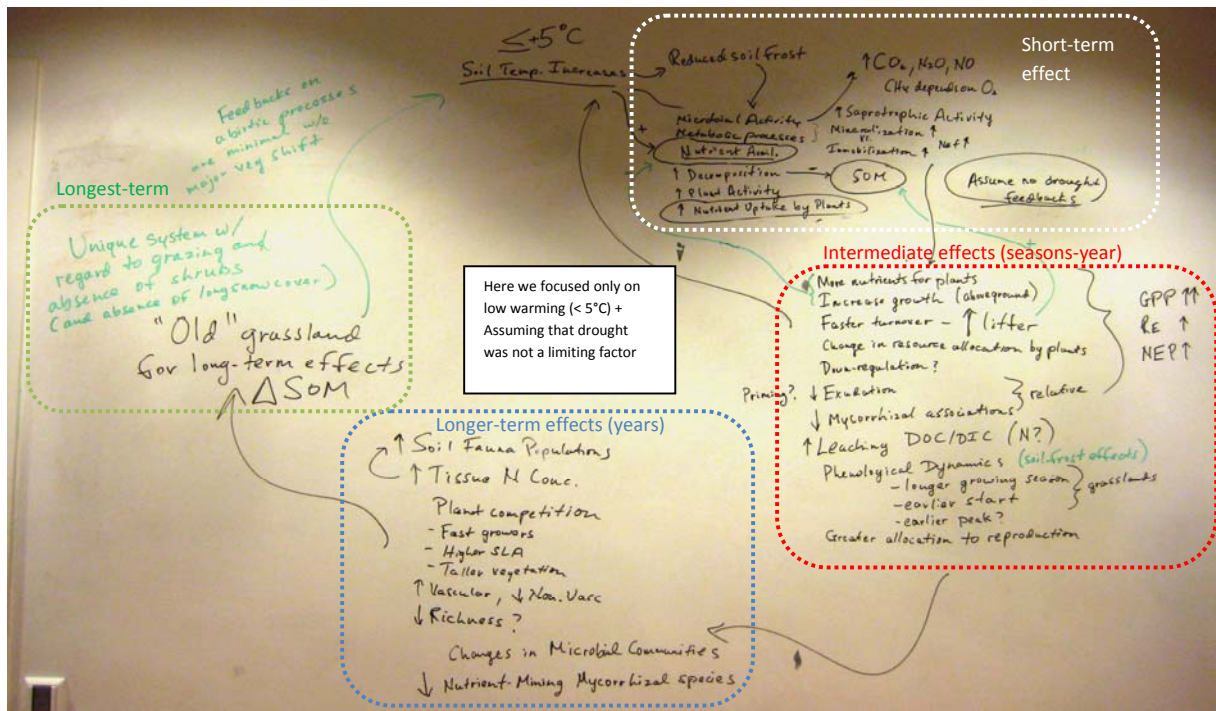 ≤+5°C
Soil Temp. Increases
Reduced soil frost
↑CO₂, N₂O, NO
CH₄ depends on O₂
Short-term
effect
Microbial Activity
Metabolic processes }
+
Nutrient Avail.
↑ Decomposition
↑ Plant Activity
↑ Nutrient Uptake by Plants
↑ Saprotrophic Activity
Mineralization ↑
vs.
Immobilization ↑ Net ↑
SOM
Assume no drought
feedbacks
Feedbacks on
abiotic processes
are minimal w/o
major veg shift
Longest-term
Unique system w/
regard to grazing and
absence of shrubs
(and absence of long snow cover)
"Old" grassland
for long-term effects
Δ SOM
Here we focused only on
low warming (< 5°C) +
Assuming that drought
was not a limiting factor
Intermediate effects (seasons-year)
More nutrients for plants
Increase growth (aboveground)
Faster turnover – ↑ litter
Change in resource allocation by plants
Down-regulation?
Priming? ↓ Exudation
↓ Mycorrhizal associations } relative
↑ Leaching DOC/DIC (N?)
Phenological Dynamics (soil-frost effects)
- longer growing season
- earlier start } grasslands
- earlier peak?
Greater allocation to reproduction
+
GPP ↑↑
RE ↑
NEP ↑
Longer-term effects (years)
↑ Soil Fauna Populations
↑ Tissue N Conc.
Plant competition
- Fast growers
- Higher SLA
- Taller vegetation
↑ Vascular, ↓ Non-Vasc
↓ Richness?
Changes in Microbial Communities
↓ Nutrient-Mining Mycorrhizal species